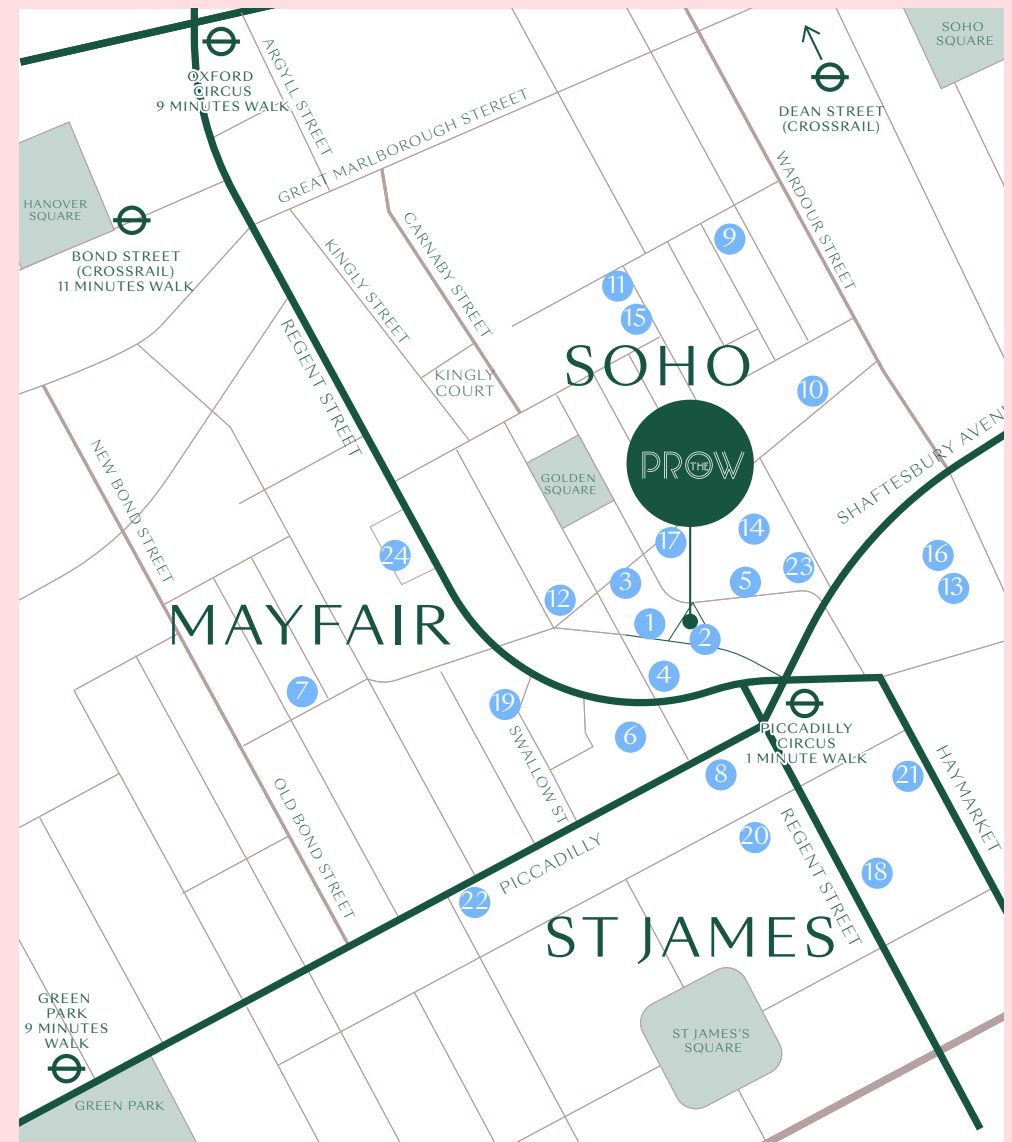 SOHO
SQUARE
OXFORD
CIRCUS
9 MINUTES WALK
ARGYLL STREET
GREAT MARLBOROUGH STEREET
DEAN STREET
(CROSSRAIL)
WARDOUR STREET
HANOVER
SQUARE
BOND STREET
(CROSSRAIL)
11 MINUTES WALK
KINGLY STREET
CARNABY STREET
9
11
15
REGENT STREET
SOHO
KINGLY
COURT
10
NEW BOND STREET
GOLDEN
SQUARE
PROW
THE
SHAFTESBURY AVENU
24
17
14
16
23
13
3
5
12
1
2
MAYFAIR
4
7
19
6
SWALLOW ST
PICCADILLY
CIRCUS
1 MINUTE WALK
8
21
HAYMARKET
OLD BOND STREET
20
REGENT STREET
18
PICCADILLY
22
ST JAMES
GREEN
PARK
9 MINUTES
WALK
ST JAMES'S
SQUARE
GREEN PARK